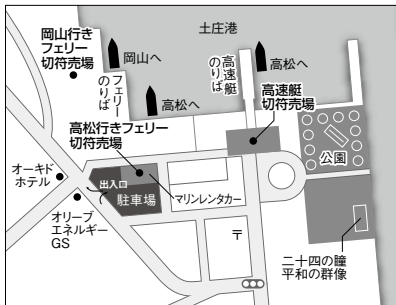 土庄港
岡山行き
フェリー
切符売場
岡山へ
フェリー
のりば
高松へ
高速艇
のりば
高松へ
高速艇
切符売場
高松行きフェリー
切符売場
公園
オーキド
ホテル
出入口
駐車場
マリンレンタカー
オリーブ
エネルギー
GS
〒
二十四の瞳
平和の群像